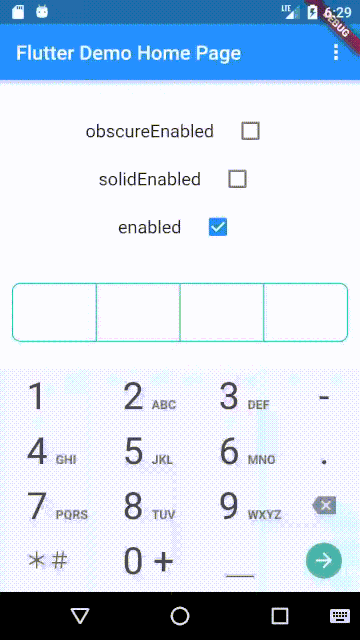 LTE 6:29
DEBUG
Flutter Demo Home Page
obscureEnabled
solidEnabled
enabled
1 2 ABC 3 DEF -
4 GHI 5 JKL 6 MNO .
7 PQRS 8 TUV 9 WXYZ
*# 0 + _